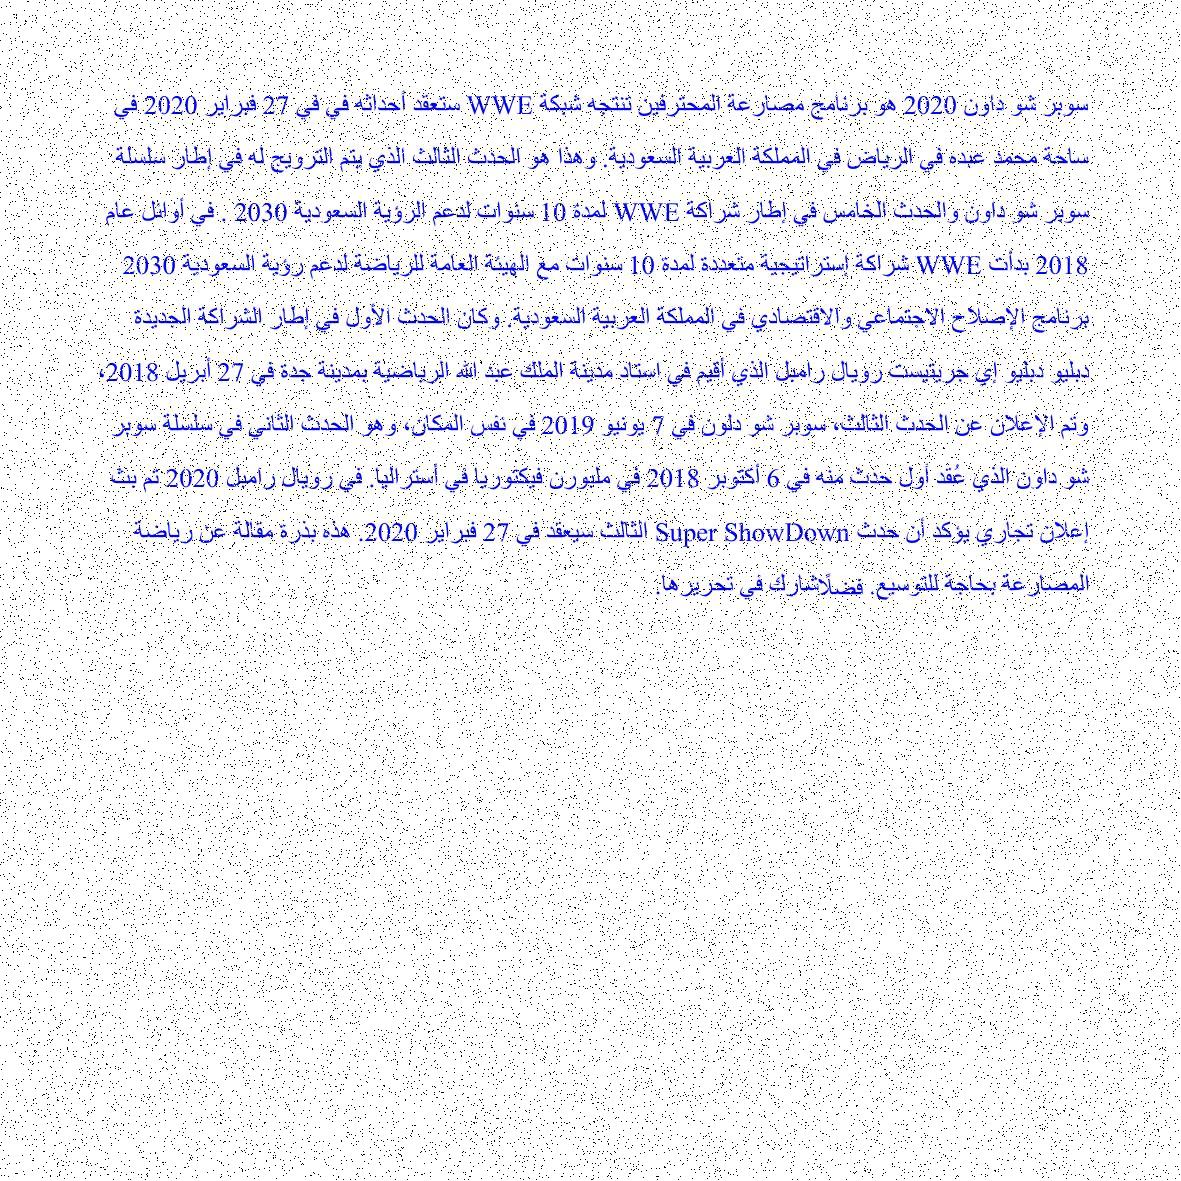 سوبر شو داون 2020 هو برنامج مصارعة المحترفين تنتجه شبكة WWE ستعقد أحداثه في في 27 فبراير 2020 في
ساحة محمد عبده في الرياض في المملكة العربية السعودية. وهذا هو الحدث الثالث الذي يتم الترويج له في إطار سلسلة
سوبر شو داون والحدث الخامس في إطار شراكة WWE لمدة 10 سنوات لدعم الرؤية السعودية 2030 . في أوائل عام
2018 بدأت WWE شراكة إستراتيجية متعددة لمدة 10 سنوات مع الهيئة العامة للرياضة لدعم رؤية السعودية 2030
برنامج الإصلاح الاجتماعي والاقتصادي في المملكة العربية السعودية. وكان الحدث الأول في إطار الشراكة الجديدة
دبليو دبليو إي جريتيست رويال رامبل الذي أقيم في استاد مدينة الملك عبد الله الرياضية بمدينة جدة في 27 أبريل 2018،
وتم الإعلان عن الحدث الثالث، سوبر شو دلون في 7 يونيو 2019 في نفس المكان، وهو الحدث الثاني في سلسلة سوبر
شو داون الذي عُقد أول حدث منه في 6 أكتوبر 2018 في مليورن فيكتوريا في أستراليا. في رويال رامبل 2020 تم بث
اعلان تجاري يؤكد أن حدث Super ShowDown الثالث سيعقد في 27 فبراير 2020. هذه بذرة مقالة عن رياضة
المصارعة بحاجة للتوسيع. فضلًاشارك في تحريرها.